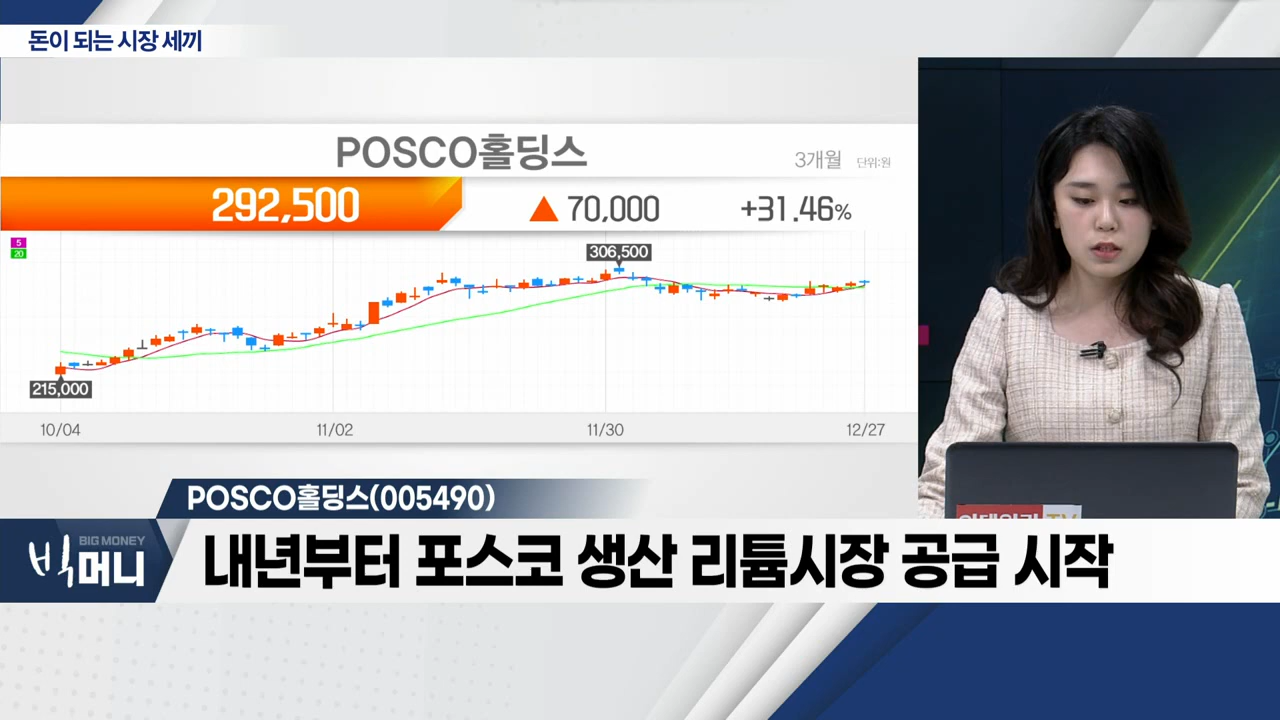 돈이 되는 시장 세끼
POSCO홀딩스
3개월 단위:원
292,500 ▲ 70,000 +31.46%
5
20
306,500
215,000
10/04 11/02 11/30 12/27
POSCO홀딩스(005490)
BIG MONEY
빅머니
내년부터 포스코 생산 리튬시장 공급 시작